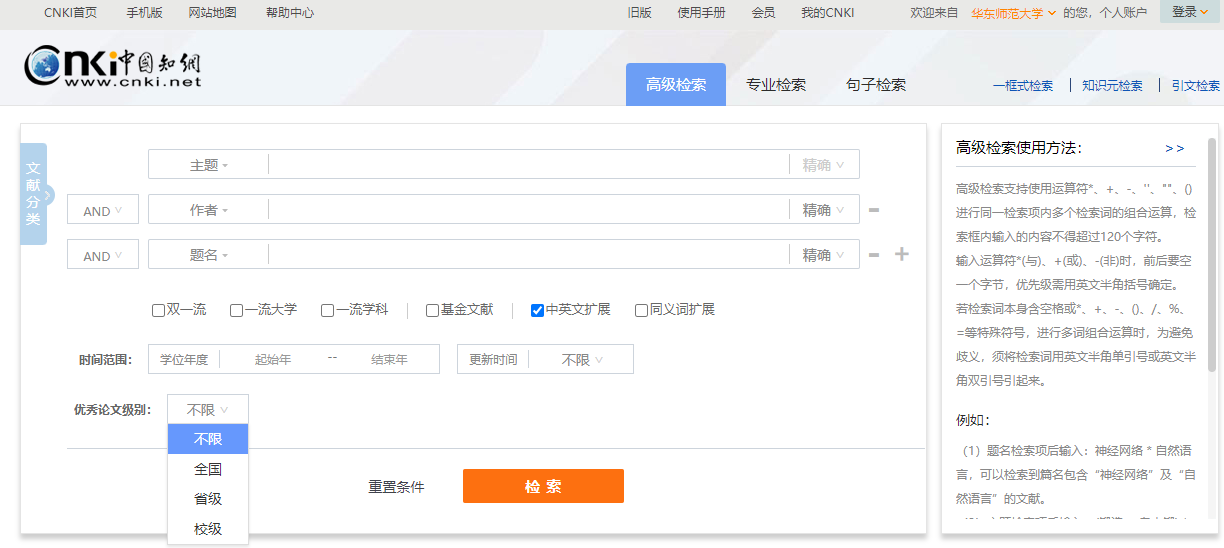 CNKI首页 手机版 网站地图 帮助中心 旧版 使用手册 会员 我的CNKI 欢迎来自 华东师范大学 的您，个人账户 登录
cnki中国知網
www.cnki.net
高级检索 专业检索 句子检索 一框式检索 知识元检索 引文检索
文献分类
主题 精确
AND 作者 精确 -
AND 题名 精确 - +
双一流 一流大学 一流学科 基金文献 中英文扩展 同义词扩展
时间范围： 学位年度 起始年 -- 结束年 更新时间 不限
优秀论文级别： 不限
不限
全国
省级
校级
重置条件 检索
高级检索使用方法： >>
高级检索支持使用运算符*、+、-、''、""、()
进行同一检索项内多个检索词的组合运算，检
索框内输入的内容不得超过120个字符。
输入运算符*(与)、+(或)、-(非)时，前后要空
一个字节，优先级需用英文半角括号确定。
若检索词本身含空格或*、+、-、()、/、%、
=等特殊符号，进行多词组合运算时，为避免
歧义，须将检索词用英文半角单引号或英文半
角双引号引起来。
例如：
（1）题名检索项后输入：神经网络 * 自然语
言，可以检索到篇名包含“神经网络”及“自
然语言”的文献。